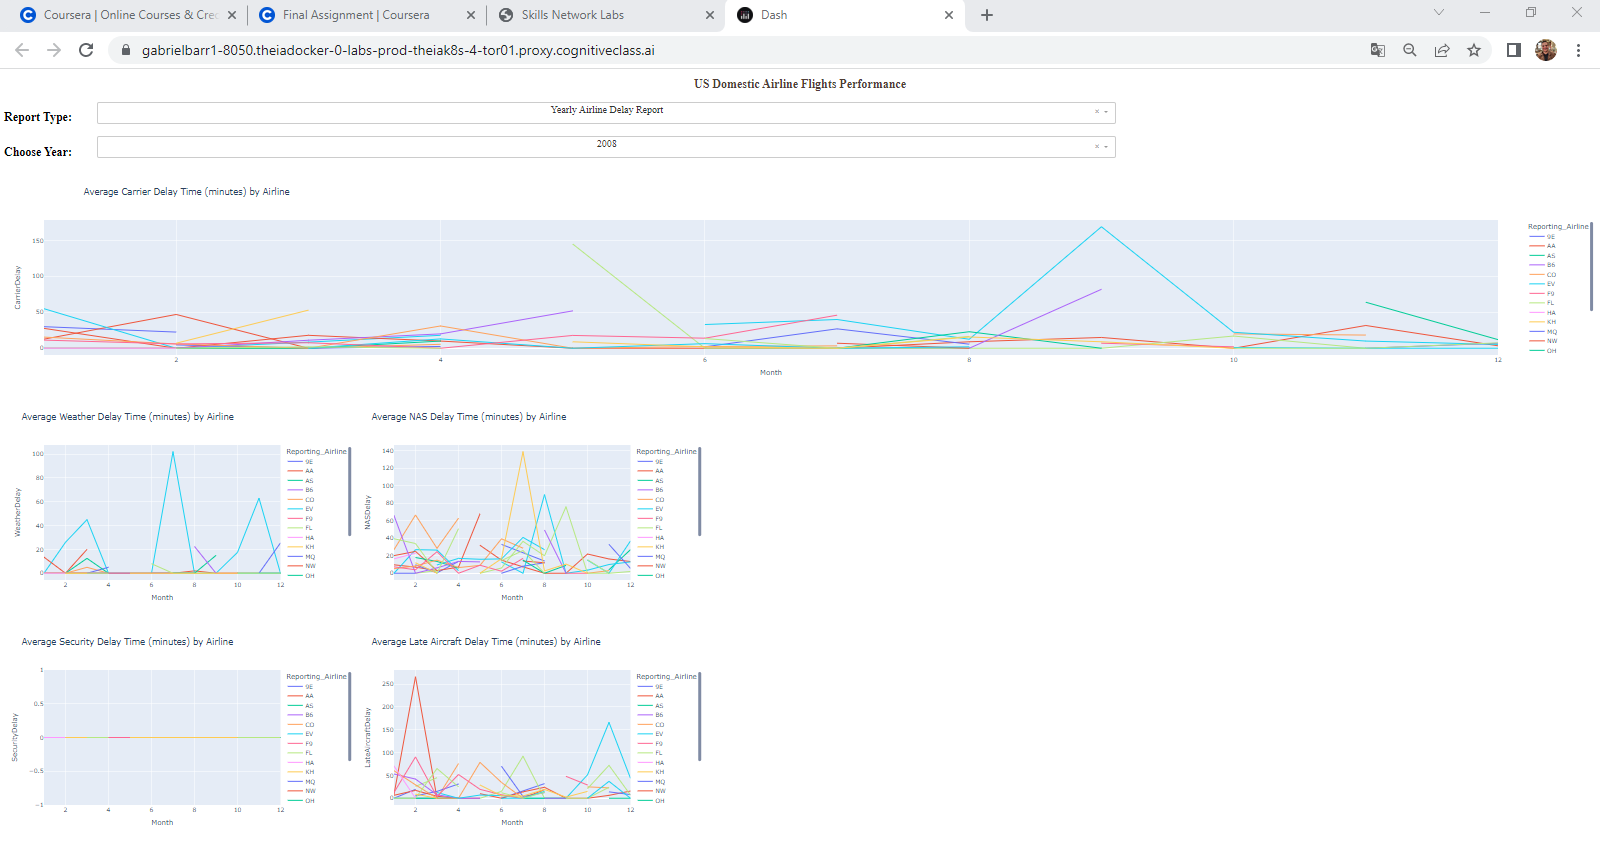 Coursera | Online Courses & Cre
Final Assignment | Coursera
Skills Network Labs
Dash
gabrielbarr1-8050.theiadocker-0-labs-prod-theiak8s-4-tor01.proxy.cognitiveclass.ai
US Domestic Airline Flights Performance
Report Type:
Yearly Airline Delay Report
Choose Year:
2008
Average Carrier Delay Time (minutes) by Airline
CarrierDelay
150
100
50
0
2 4 6 8 10 12
Month
Reporting_Airline
9E
AA
AS
B6
CO
EV
F9
FL
HA
KH
MQ
NW
OH
Average Weather Delay Time (minutes) by Airline
WeatherDelay
100
80
60
40
20
0
2 4 6 8 10 12
Month
Reporting_Airline
9E
AA
AS
B6
CO
EV
F9
FL
HA
KH
MQ
NW
OH
Average NAS Delay Time (minutes) by Airline
NASDelay
140
120
100
80
60
40
20
0
2 4 6 8 10 12
Month
Reporting_Airline
9E
AA
AS
B6
CO
EV
F9
FL
HA
KH
MQ
NW
OH
Average Security Delay Time (minutes) by Airline
SecurityDelay
1
0.5
0
−0.5
−1
2 4 6 8 10 12
Month
Reporting_Airline
9E
AA
AS
B6
CO
EV
F9
FL
HA
KH
MQ
NW
OH
Average Late Aircraft Delay Time (minutes) by Airline
LateAircraftDelay
250
200
150
100
50
0
2 4 6 8 10 12
Month
Reporting_Airline
9E
AA
AS
B6
CO
EV
F9
FL
HA
KH
MQ
NW
OH